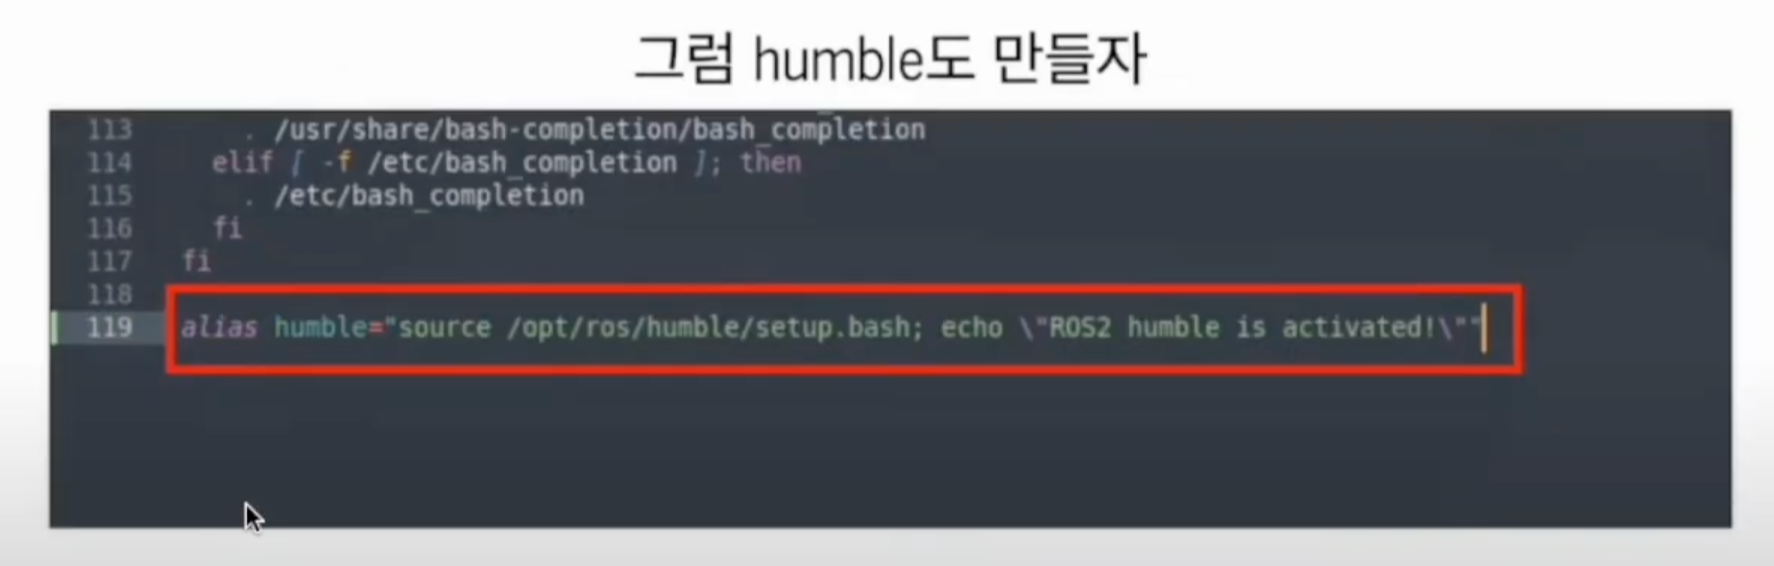 그럼 humble도 만들자
113 . /usr/share/bash-completion/bash_completion
114 elif [ -f /etc/bash_completion ]; then
115 . /etc/bash_completion
116 fi
117 fi
118
119 alias humble="source /opt/ros/humble/setup.bash; echo \"ROS2 humble is activated!\""